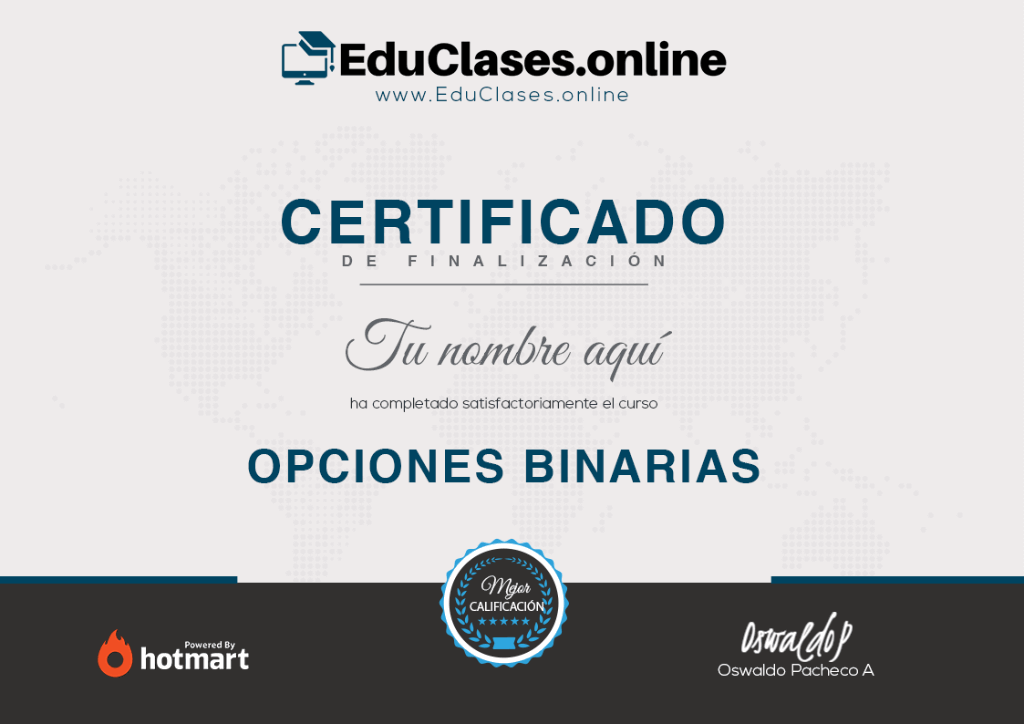 EduClases.online
www.EduClases.online
CERTIFICADO
DE FINALIZACIÓN
Tu nombre aquí
ha completado satisfactoriamente el curso
OPCIONES BINARIAS
Mejor
CALIFICACIÓN
Powered By
hotmart
OswaldoP
Oswaldo Pacheco A